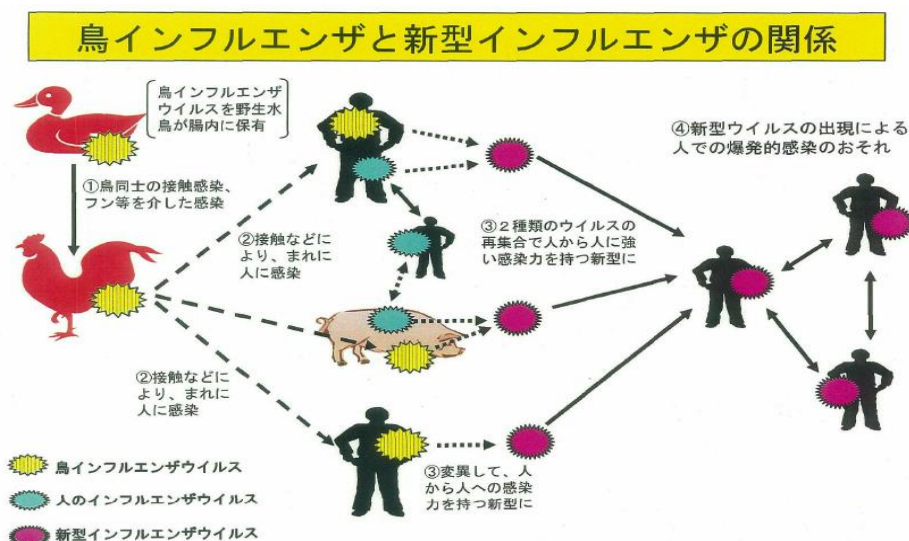 鳥インフルエンザと新型インフルエンザの関係
鳥インフルエンザ
ウイルスを野生水
鳥が腸内に保有
①鳥同士の接触感染、
フン等を介した感染
②接触などに
より、まれに
人に感染
②接触などに
より、まれに
人に感染
③2種類のウイルスの
再集合で人から人に強
い感染力を持つ新型に
③変異して、人
から人への感染
力を持つ新型に
④新型ウイルスの出現による
人での爆発的感染のおそれ
鳥インフルエンザウイルス
人のインフルエンザウイルス
新型インフルエンザウイルス